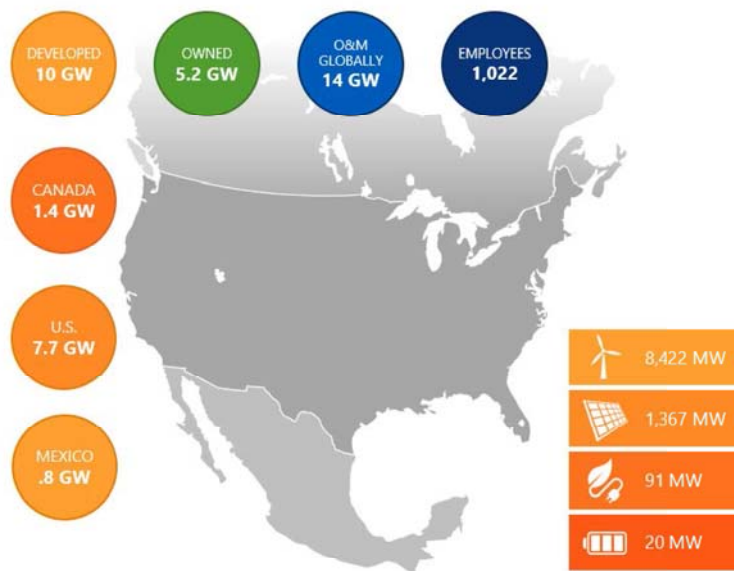 DEVELOPED
10 GW
OWNED
5.2 GW
O&M
GLOBALLY
14 GW
EMPLOYEES
1,022
CANADA
1.4 GW
U.S.
7.7 GW
MEXICO
.8 GW
8,422 MW
1,367 MW
91 MW
20 MW